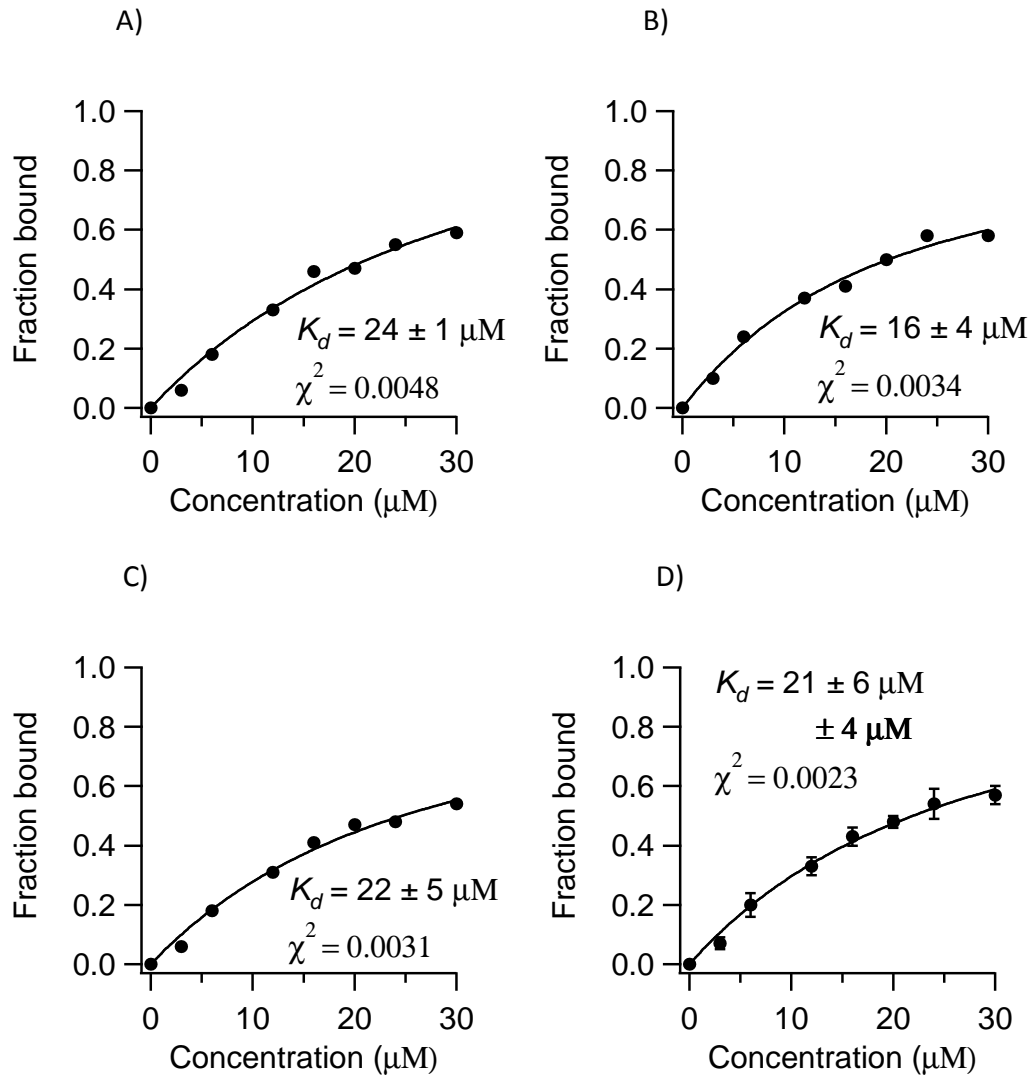 A)
Fraction bound
1.0
0.8
0.6
0.4
0.2
0.0
K_d = 24 ± 1 μM
χ² = 0.0048
0 10 20 30
Concentration (μM)
B)
Fraction bound
1.0
0.8
0.6
0.4
0.2
0.0
K_d = 16 ± 4 μM
χ² = 0.0034
0 10 20 30
Concentration (μM)
C)
Fraction bound
1.0
0.8
0.6
0.4
0.2
0.0
K_d = 22 ± 5 μM
χ² = 0.0031
0 10 20 30
Concentration (μM)
D)
Fraction bound
1.0
0.8
0.6
0.4
0.2
0.0
K_d = 21 ± 6 μM
± 4 μM
χ² = 0.0023
0 10 20 30
Concentration (μM)